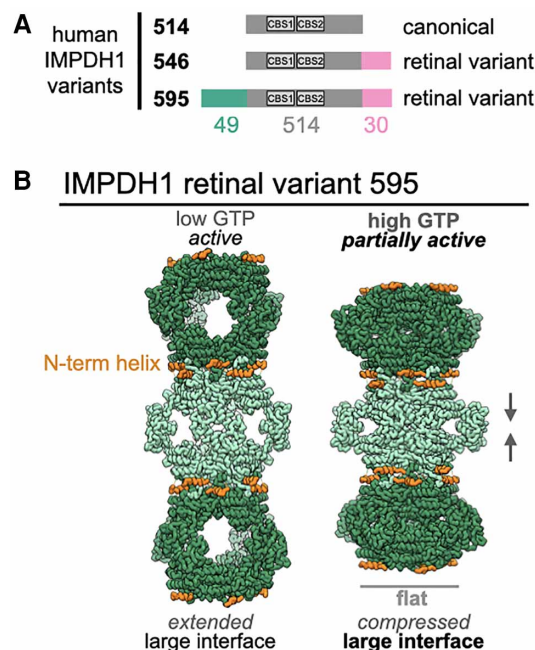 A
human
IMPDH1
variants
514 CBS1 CBS2 canonical
546 CBS1 CBS2 retinal variant
595 CBS1 CBS2 retinal variant
49 514 30
B
IMPDH1 retinal variant 595
low GTP
active
high GTP
partially active
N-term helix
flat
extended
large interface
compressed
large interface